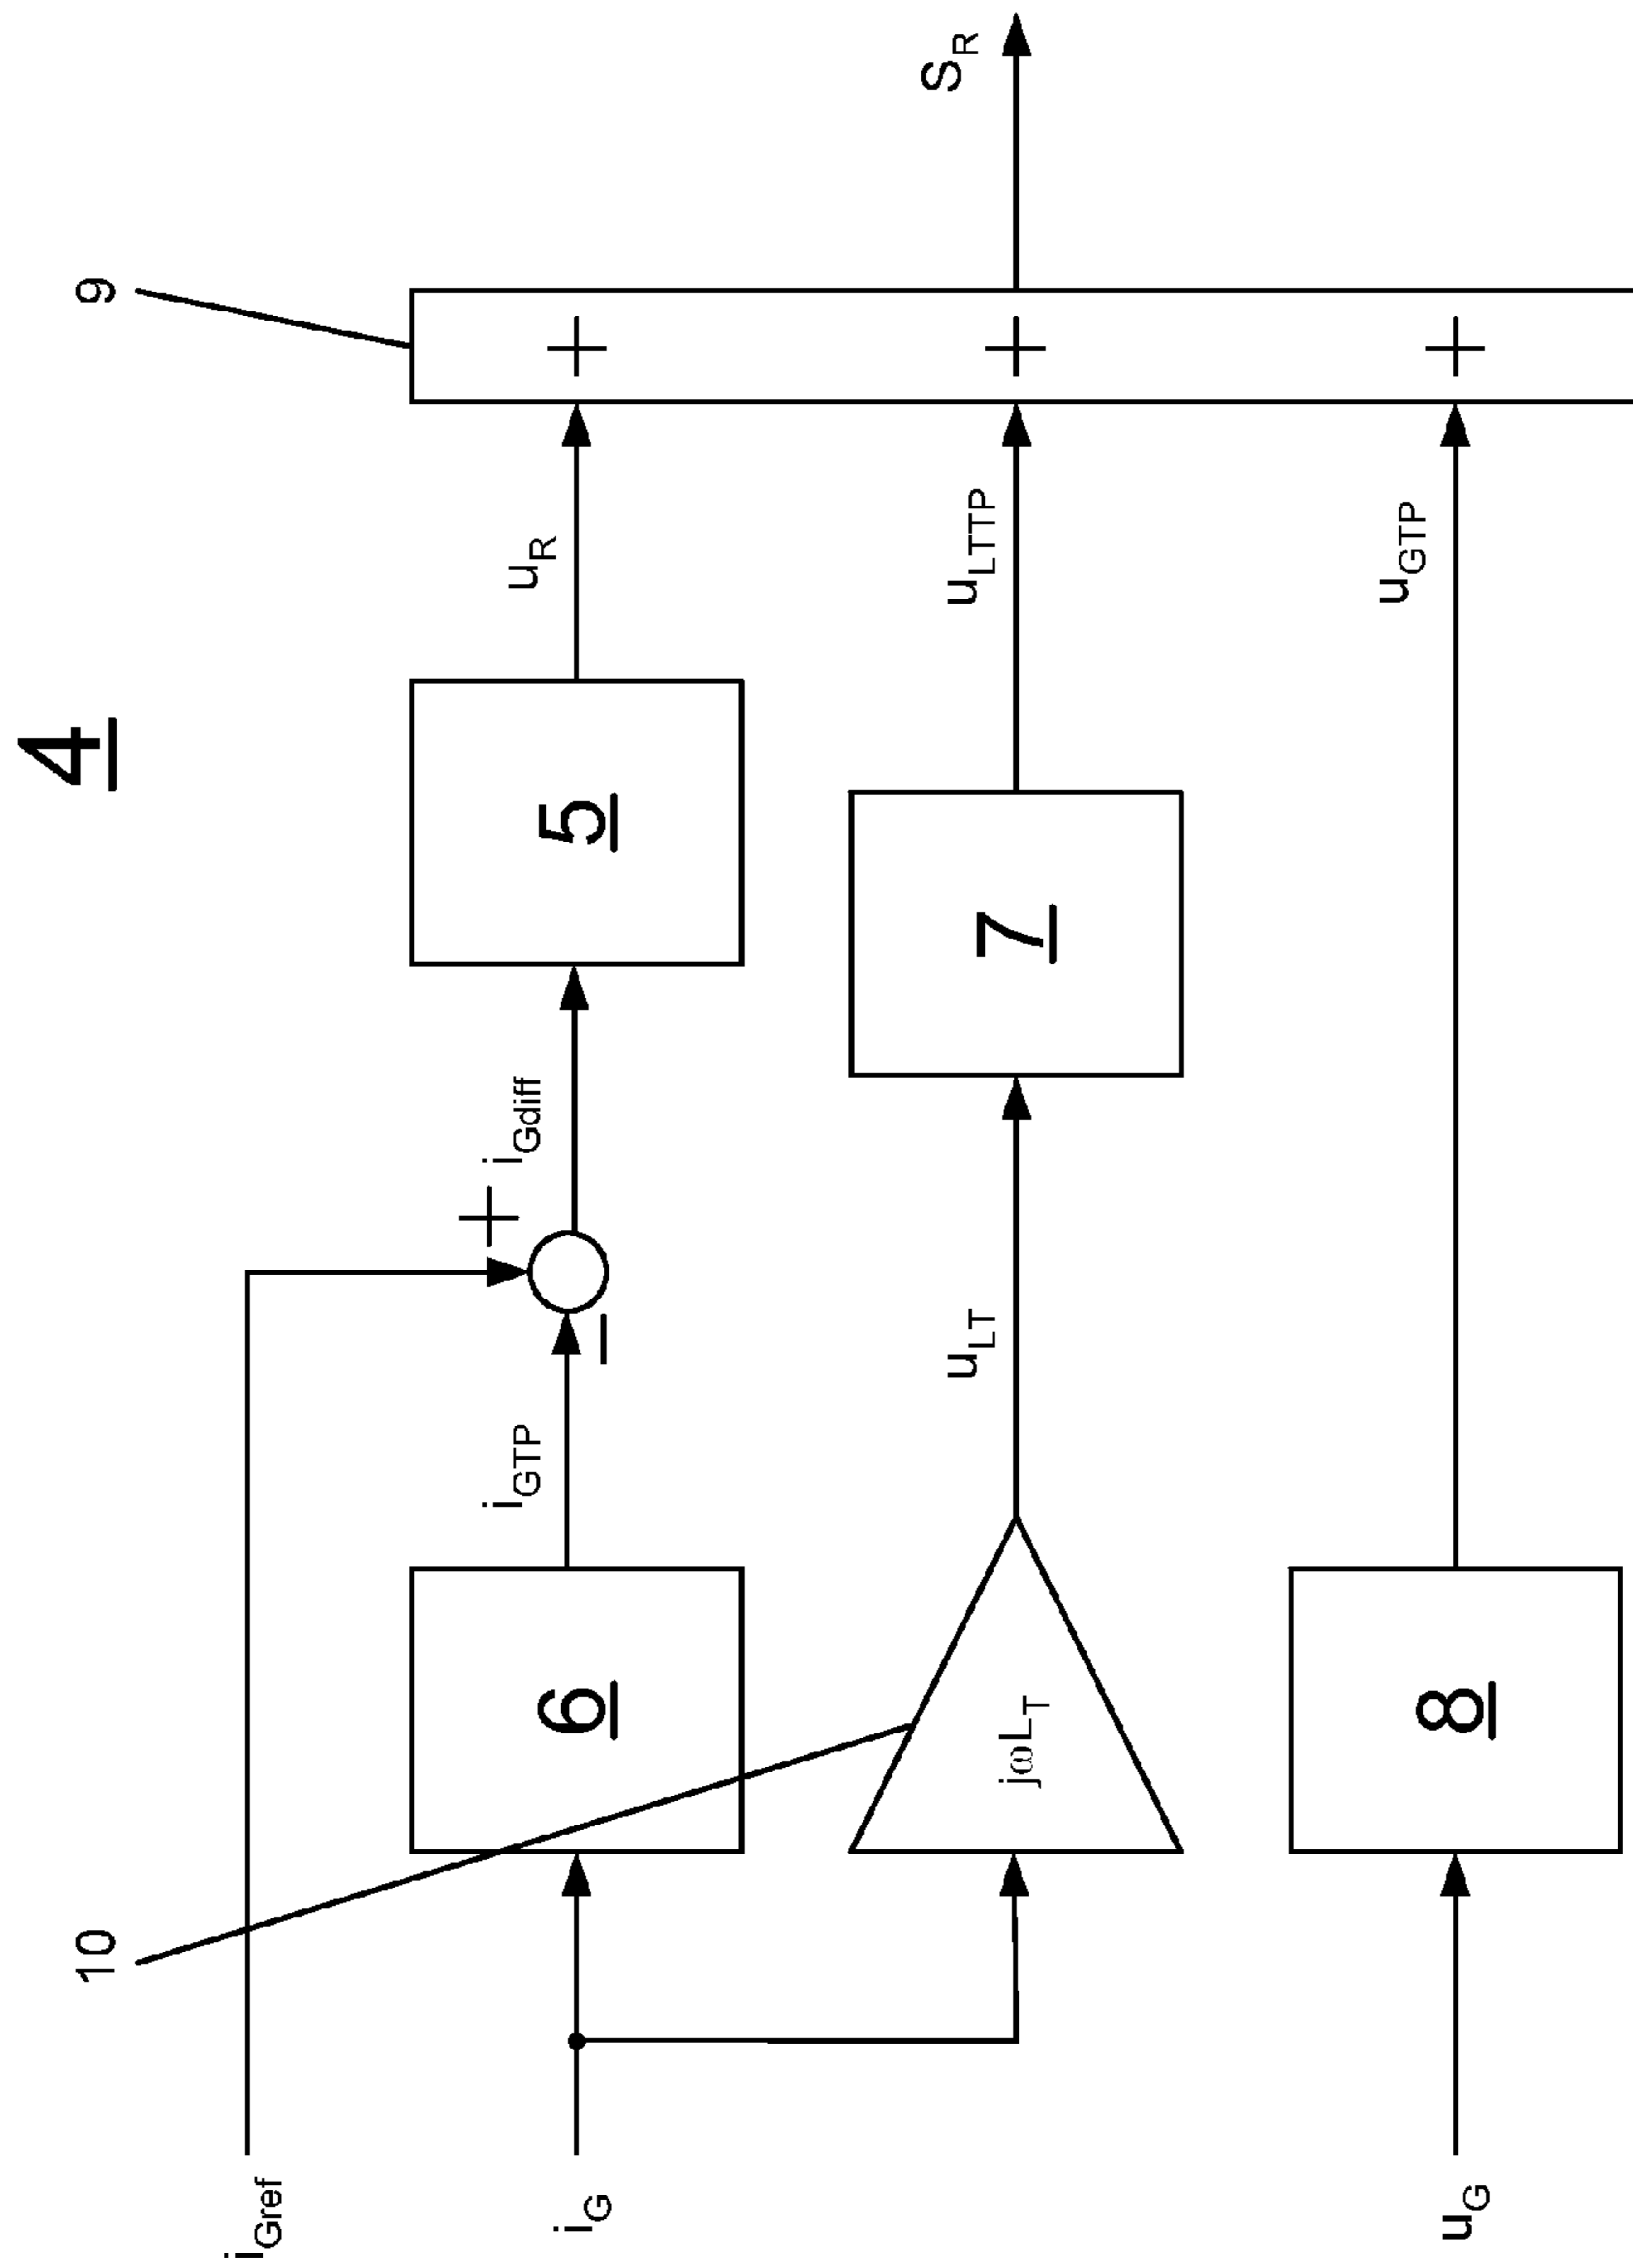 4
9
10
i_Gref
+
i_G
6
i_GTP
−
i_Gdiff
5
u_R
+
S_R
jωL_T
u_LT
7
u_LTTP
+
u_G
8
u_GTP
+